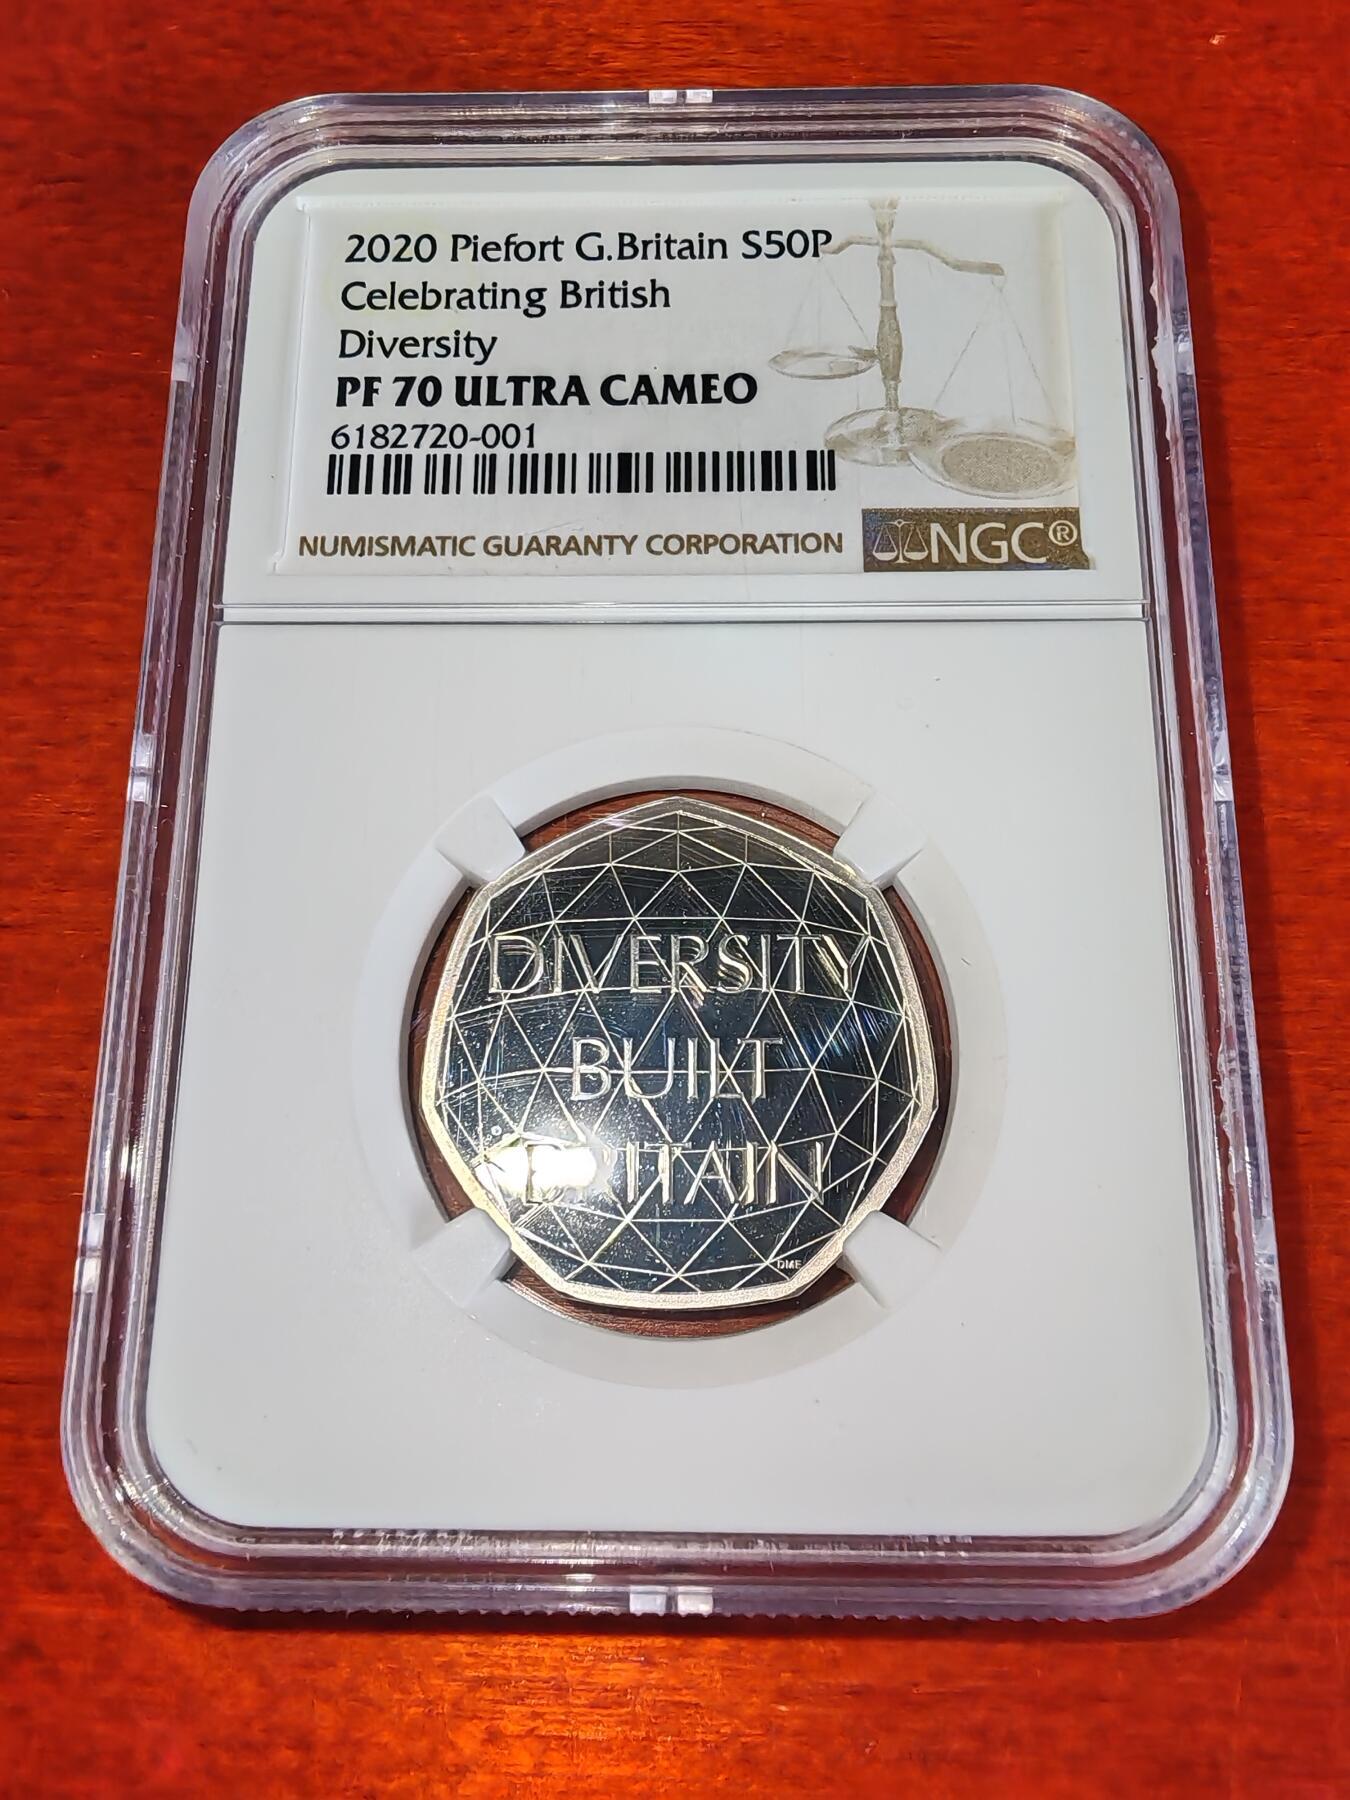 2020 Piefort G.Britain S50P
Celebrating British
Diversity
PF 70 ULTRA CAMEO
6182720-001
NUMISMATIC GUARANTY CORPORATION
NGC®
DIVERSITY
BUILT
BRITAIN
DME